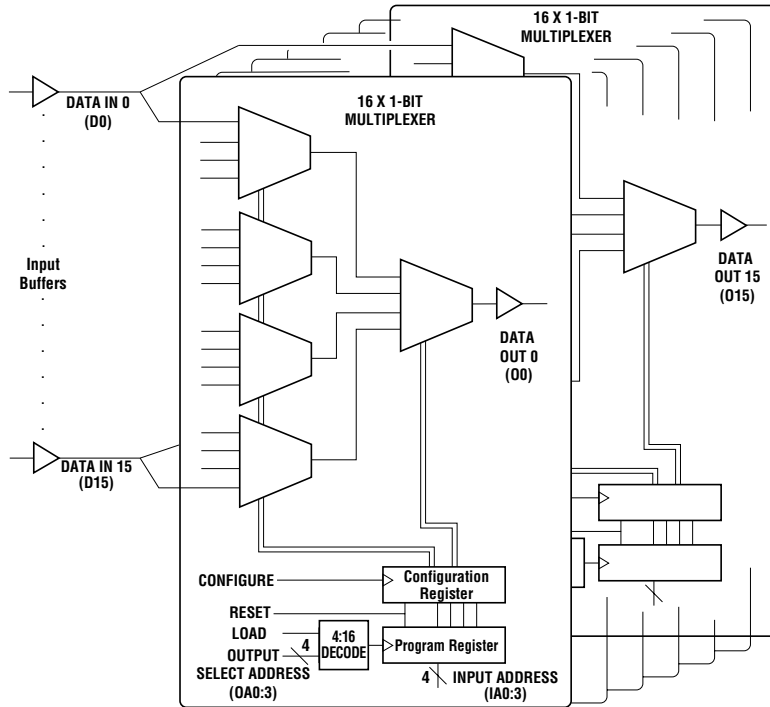 16 X 1-BIT
MULTIPLEXER
16 X 1-BIT
MULTIPLEXER
DATA IN 0
(D0)
Input
Buffers
DATA
OUT 15
(O15)
DATA
OUT 0
(O0)
DATA IN 15
(D15)
CONFIGURE
Configuration
Register
RESET
LOAD
4
OUTPUT
SELECT ADDRESS
(OA0:3)
4:16
DECODE
Program Register
4
INPUT ADDRESS
(IA0:3)